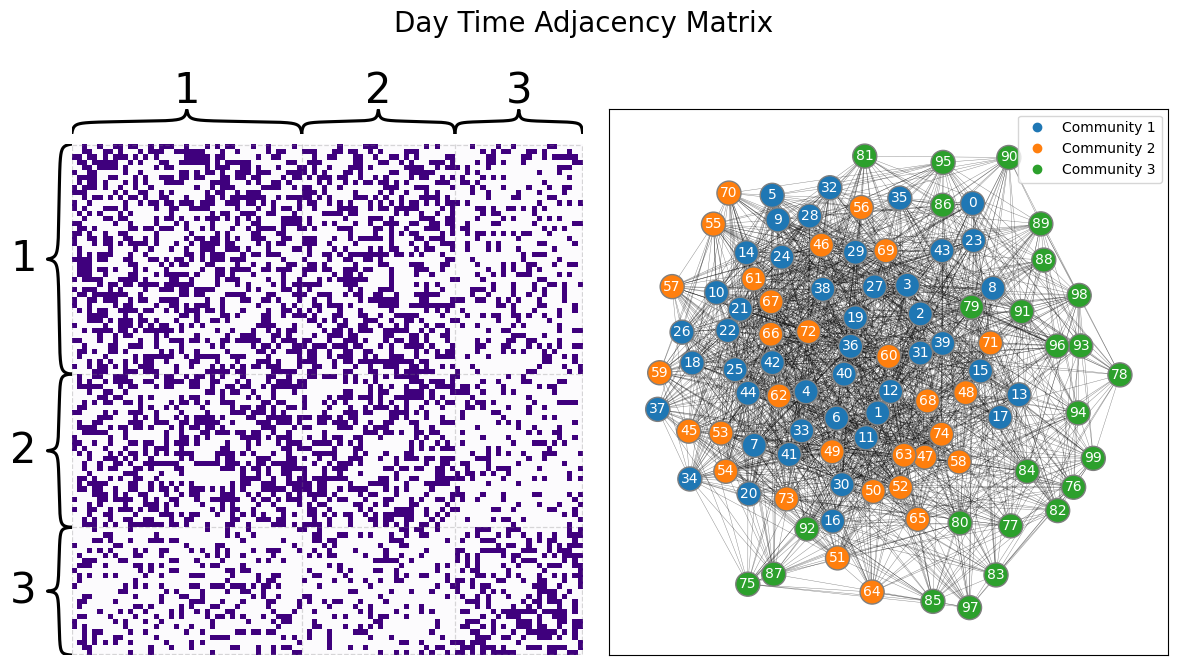 Day Time Adjacency Matrix
1 2 3
1
2
3
Community 1
Community 2
Community 3
81 95 90
70 5 32 35 0
9 28 56 86
55 46 89
14 24 29 69 43 23
88
61
57 10 67 38 27 3 8 98
21 79 91
26 22 66 72 19 2
36 60 31 39 71 96 93
18 25 42
59 40 15 78
37 44 62 4 12 68 48 13
6 1 17 94
45 53 33 11 74
7 41 49 63 47 58 99
34 54 84
20 73 30 50 52 76
92 16 65 80 77 82
51
75 87 83
64 85 97